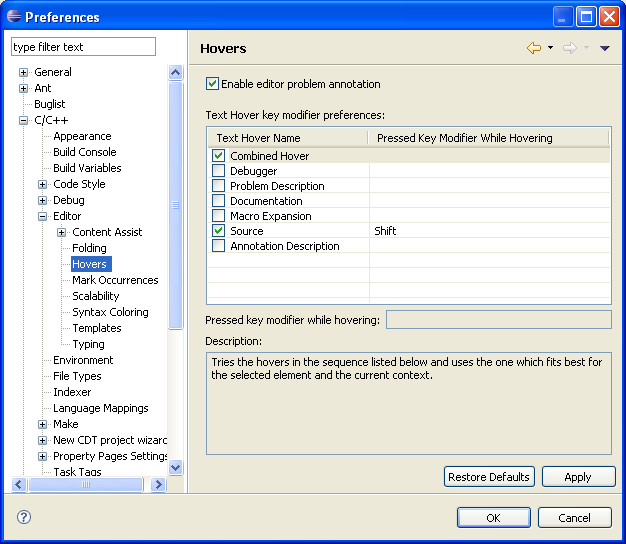 Preferences
type filter text
General
Ant
Buglist
C/C++
Appearance
Build Console
Build Variables
Code Style
Debug
Editor
Content Assist
Folding
Hovers
Mark Occurrences
Scalability
Syntax Coloring
Templates
Typing
Environment
File Types
Indexer
Language Mappings
Make
New CDT project wizard
Property Pages Settings
Task Tags
Hovers
Enable editor problem annotation
Text Hover key modifier preferences:
Text Hover Name Pressed Key Modifier While Hovering
Combined Hover
Debugger
Problem Description
Documentation
Macro Expansion
Source Shift
Annotation Description
Pressed key modifier while hovering:
Description:
Tries the hovers in the sequence listed below and uses the one which fits best for
the selected element and the current context.
Restore Defaults Apply
? OK Cancel